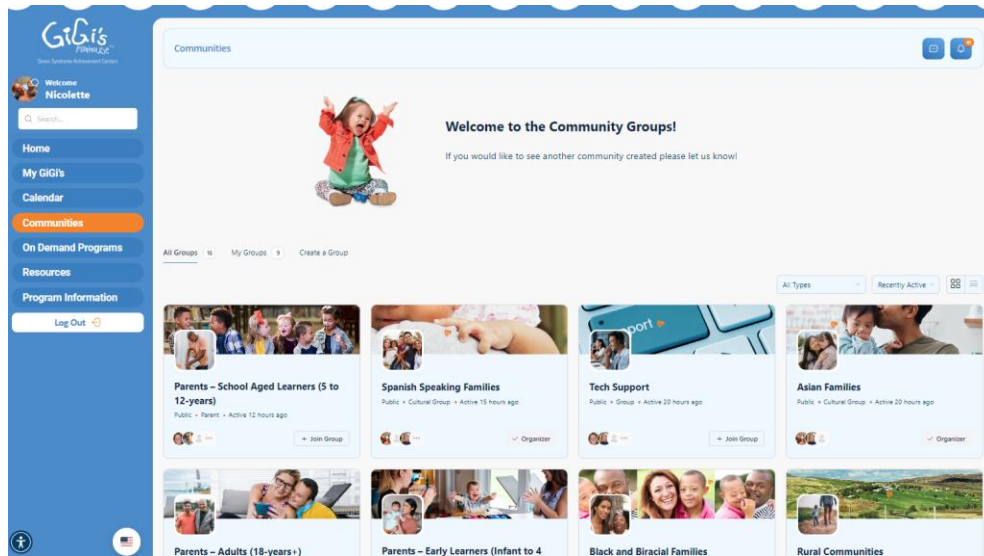 GiGi's
PLAYHOUSE
Down Syndrome Achievement Centers
Welcome
Nicolette
Search...
Home
My GiGi's
Calendar
Communities
On Demand Programs
Resources
Program Information
Log Out
Communities
Welcome to the Community Groups!
If you would like to see another community created please let us know!
All Groups 16 My Groups 9 Create a Group
All Types Recently Active
Parents – School Aged Learners (5 to
12-years)
Public • Parent • Active 12 hours ago
+ Join Group
Spanish Speaking Families
Public • Cultural Group • Active 15 hours ago
Organizer
port
Tech Support
Public • Group • Active 20 hours ago
+ Join Group
Asian Families
Public • Cultural Group • Active 20 hours ago
Organizer
Parents – Adults (18-years+)
Parents – Early Learners (Infant to 4
Black and Biracial Families
Rural Communities